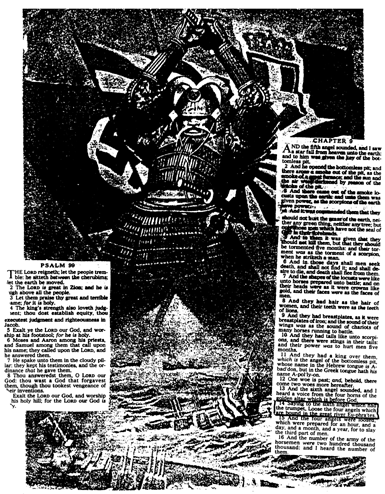 PSALM 99
THE LORD reigneth; let the people trem-
ble: he sitteth between the cherubims;
let the earth be moved.
2 The LORD is great in Zion; and he is
high above all the people.
3 Let them praise thy great and terrible
name; for it is holy.
4 The king's strength also loveth judg-
ment; thou dost establish equity, thou
executest judgment and righteousness in
Jacob.
5 Exalt ye the LORD our God, and wor-
ship at his footstool; for he is holy.
6 Moses and Aaron among his priests,
and Samuel among them that call upon
his name; they called upon the LORD, and
he answered them.
7 He spake unto them in the cloudy pil-
lar: they kept his testimonies, and the or-
dinance that he gave them.
8 Thou answeredst them, O LORD our
God: thou wast a God that forgavest
them, though thou tookest vengeance of
their inventions.
Exalt the LORD our God, and worship
his holy hill; for the LORD our God is
CHAPTER 9
AND the fifth angel sounded, and I saw
a star fall from heaven unto the earth:
and to him was given the key of the bot-
tomless pit.
2 And he opened the bottomless pit; and
there arose a smoke out of the pit, as the
smoke of a great furnace; and the sun and
the air were darkened by reason of the
smoke of the pit.
3 And there came out of the smoke lo-
custs upon the earth: and unto them was
given power, as the scorpions of the earth
have power.
4 And it was commanded them that they
should not hurt the grass of the earth, nei-
ther any green thing, neither any tree; but
only those men which have not the seal of
God in their foreheads.
5 And to them it was given that they
should not kill them, but that they should
be tormented five months: and their tor-
ment was as the torment of a scorpion,
when he striketh
6 And in those days shall men seek
death, and shall not find it; and shall de-
sire to die, and death shall flee from them.
7 And the shapes of the locusts were like
unto horses prepared unto battle; and on
their heads were as it were crowns like
gold, and their faces were as the faces of
men.
8 And they had hair as the hair of
women, and their teeth were as the teeth
of lions.
9 And they had breastplates, as it were
breastplates of iron; and the sound of their
wings was as the sound of chariots of
many horses running to battle.
10 And they had tails like unto scorpi-
ons, and there were stings in their tails:
and their power was to hurt men five
months.
11 And they had a king over them,
which is the angel of the bottomless pit,
whose name in the Hebrew tongue is A-
bad-don, but in the Greek tongue hath his
name A-pol-ly-on.
12 One woe is past; and, behold, there
come two woes more hereafter.
13 And the sixth angel sounded, and I
heard a voice from the four horns of the
golden altar which is before God,
14 Saying to the sixth angel which had
the trumpet, Loose the four angels which
are bound in the great river Eu-phra-tes.
15 And the four angels were loosed,
which were prepared for an hour, and a
day, and a month, and a year, for to slay
the third part of men.
16 And the number of the army of the
horsemen were two hundred thousand
thousand: and I heard the number of
them.